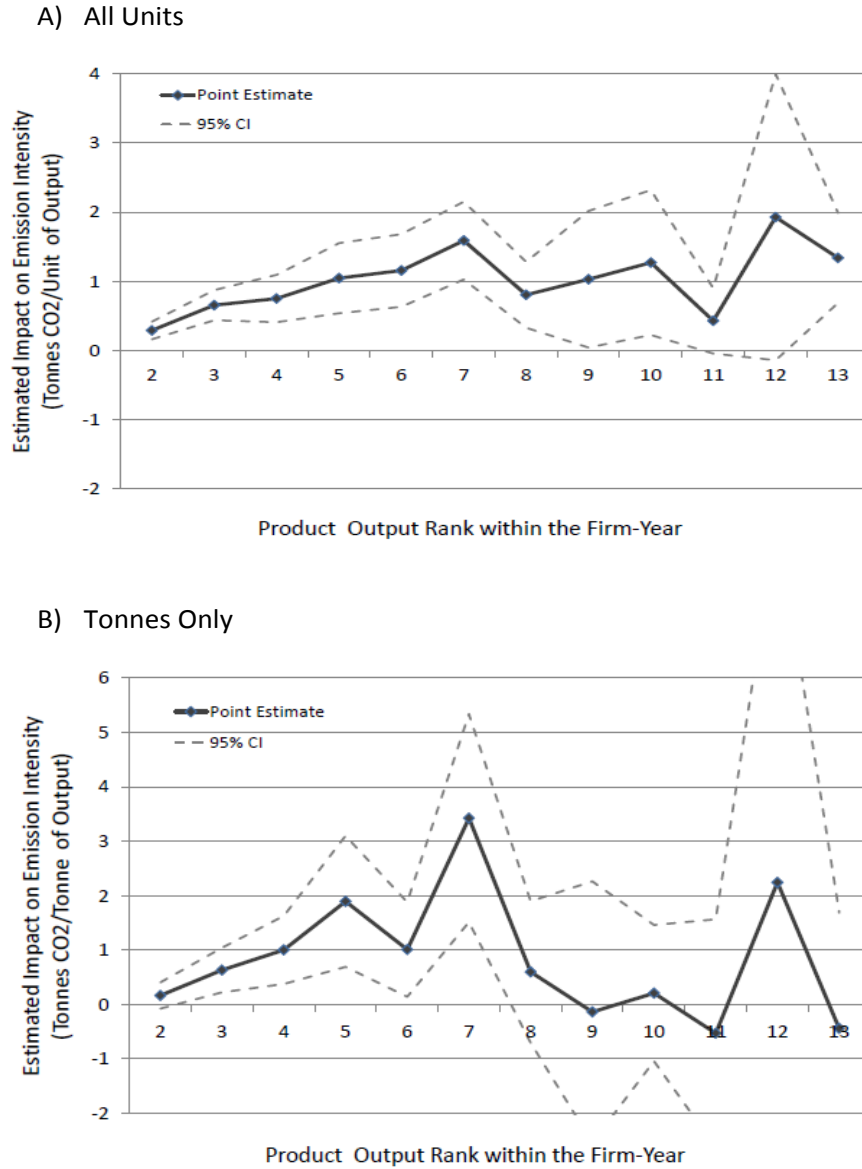 A) All Units
Estimated Impact on Emission Intensity
(Tonnes CO2/Unit of Output)
4
3
2
1
0
-1
-2
Point Estimate
95% CI
2 3 4 5 6 7 8 9 10 11 12 13
Product Output Rank within the Firm-Year
B) Tonnes Only
Estimated Impact on Emission Intensity
(Tonnes CO2/Tonne of Output)
6
5
4
3
2
1
0
-1
-2
Point Estimate
95% CI
2 3 4 5 6 7 8 9 10 11 12 13
Product Output Rank within the Firm-Year